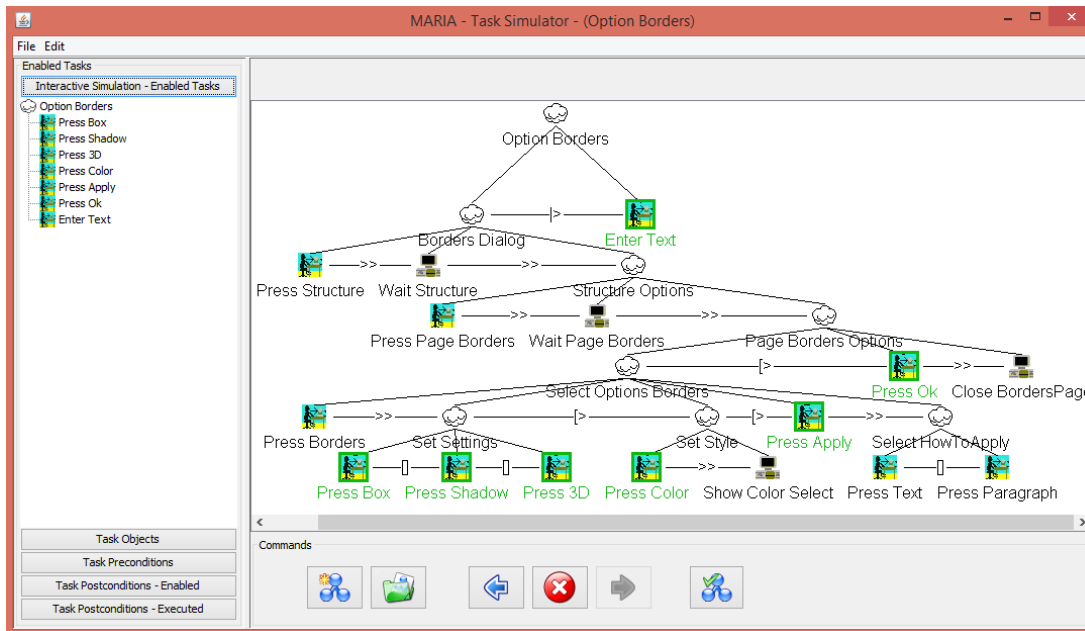 MARIA - Task Simulator - (Option Borders)
File Edit
Enabled Tasks
Interactive Simulation - Enabled Tasks
Option Borders
Press Box
Press Shadow
Press 3D
Press Color
Press Apply
Press Ok
Enter Text
Task Objects
Task Preconditions
Task Postconditions - Enabled
Task Postconditions - Executed
Option Borders
|>
Borders Dialog Enter Text
>> >>
Press Structure Wait Structure Structure Options
>> >>
Press Page Borders Wait Page Borders Page Borders Options
[> >>
Select Options Borders Press Ok Close BordersPage
>> [> [> >>
Press Borders Set Settings Set Style Press Apply Select HowToApply
[] [] >> []
Press Box Press Shadow Press 3D Press Color Show Color Select Press Text Press Paragraph
Commands